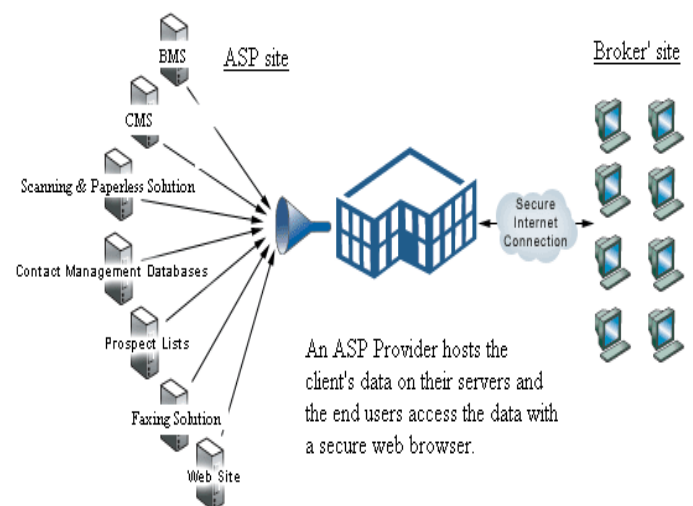 BMS
ASP site
Broker' site
CMS
Scanning & Paperless Solution
Secure
Internet
Connection
Contact Management Databases
Prospect Lists
An ASP Provider hosts the
client's data on their servers and
the end users access the data with
a secure web browser.
Faxing Solution
Web Site